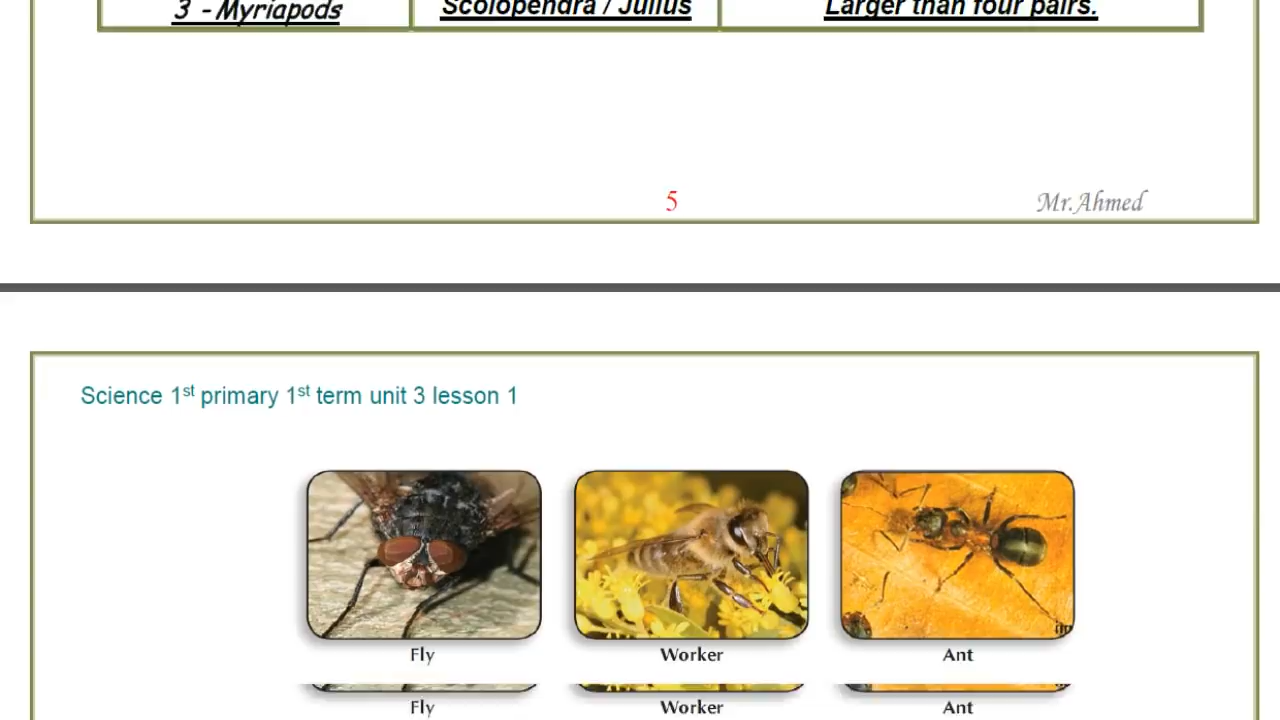 3 - Myriapods
Scolopendra / Julius
Larger than four pairs.
5
Mr.Ahmed
Science 1st primary 1st term unit 3 lesson 1
Fly
Worker
Ant
Fly
Worker
Ant